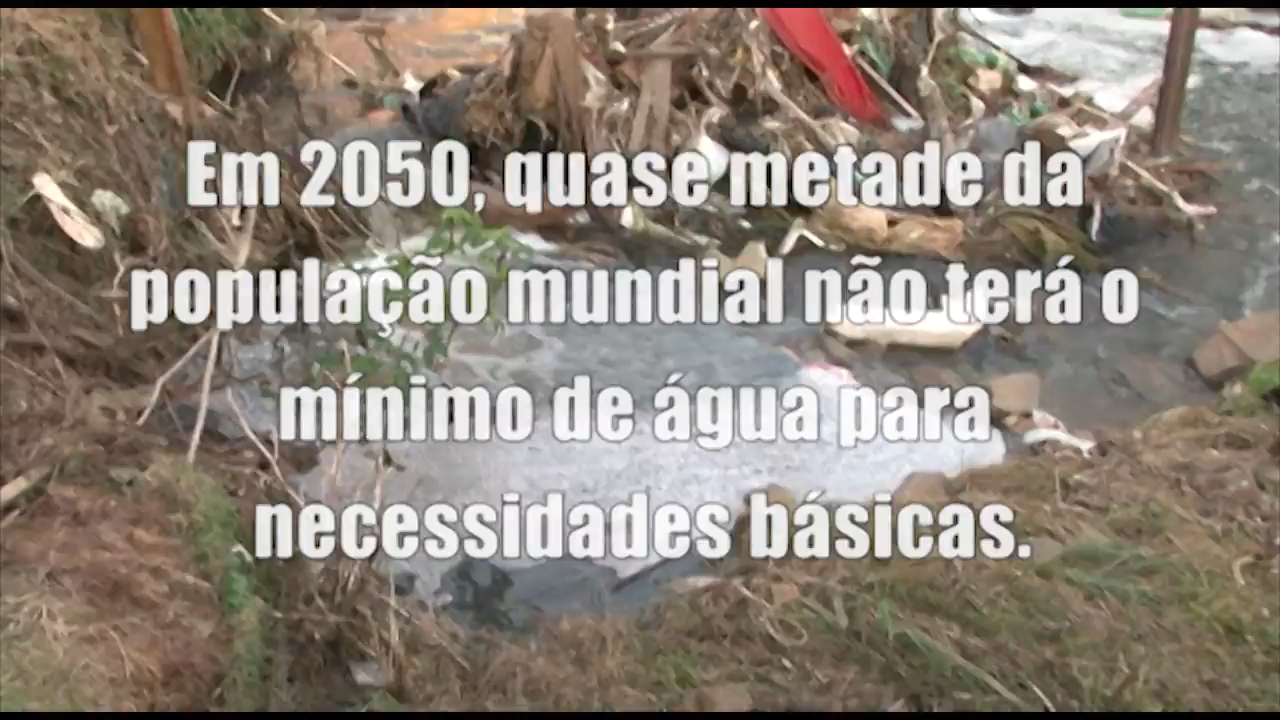 Em 2050, quase metade da
população mundial não terá o
mínimo de água para
necessidades básicas.